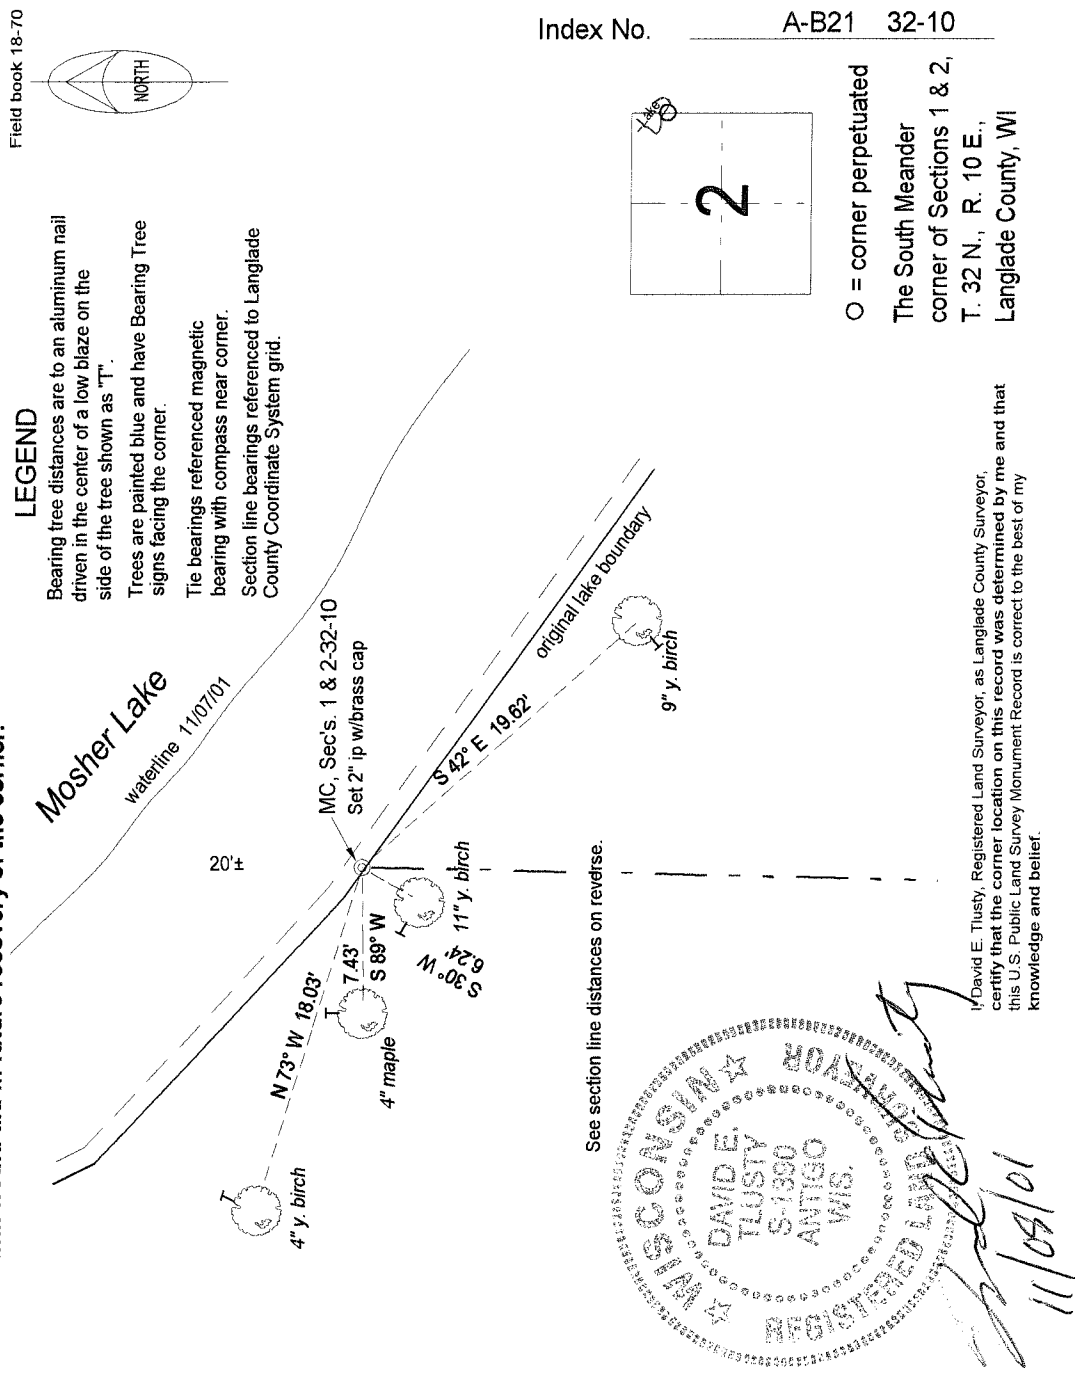 Index No. A-B21 32-10
Field book 18-70
NORTH
LEGEND
Bearing tree distances are to an aluminum nail
driven in the center of a low blaze on the
side of the tree shown as "T".
Trees are painted blue and have Bearing Tree
signs facing the corner.
Tie bearings referenced magnetic
bearing with compass near corner.
Section line bearings referenced to Langlade
County Coordinate System grid.
Mosher Lake
waterline 11/07/01
20'±
MC, Sec's. 1 & 2-32-10
Set 2" ip w/brass cap
original lake boundary
N 73° W 18.03'
4" y. birch
7.43'
S 89° W
4" maple
S 30° W
6.24'
11" y. birch
S 42° E 19.62'
9" y. birch
See section line distances on reverse.
Lake
2
O = corner perpetuated
The South Meander
corner of Sections 1 & 2,
T. 32 N., R. 10 E.,
Langlade County, WI
I, David E. Tlusty, Registered Land Surveyor, as Langlade County Surveyor,
certify that the corner location on this record was determined by me and that
this U.S. Public Land Survey Monument Record is correct to the best of my
knowledge and belief.
WISCONSIN
DAVID E.
TLUSTY
S-1390
ANTIGO
WIS.
REGISTERED LAND SURVEYOR
11/08/01